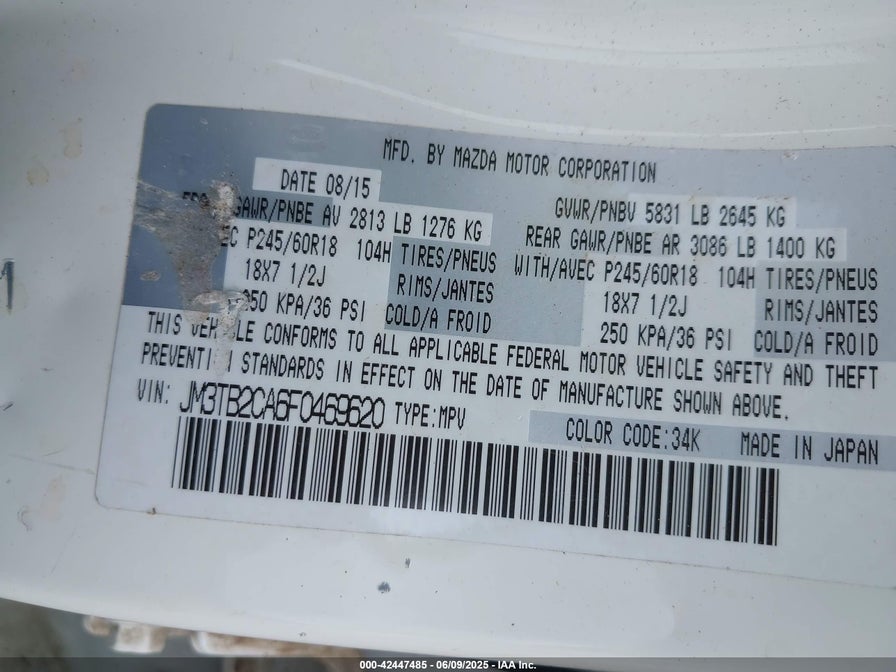 MFD. BY MAZDA MOTOR CORPORATION
DATE 08/15
GVWR/PNBV 5831 LB 2645 KG
GAWR/PNBE AV 2813 LB 1276 KG
REAR GAWR/PNBE AR 3086 LB 1400 KG
P245/60R18 104H TIRES/PNEUS
WITH/AVEC P245/60R18 104H TIRES/PNEUS
18X7 1/2J RIMS/JANTES
18X7 1/2J RIMS/JANTES
250 KPA/36 PSI COLD/A FROID
250 KPA/36 PSI COLD/A FROID
THIS VEHICLE CONFORMS TO ALL APPLICABLE FEDERAL MOTOR VEHICLE SAFETY AND THEFT
PREVENTION STANDARDS IN EFFECT ON THE DATE OF MANUFACTURE SHOWN ABOVE.
VIN: JM3TB2CA6F0469620 TYPE:MPV
COLOR CODE:34K MADE IN JAPAN
000-42447485 - 06/09/2025 - IAA Inc.